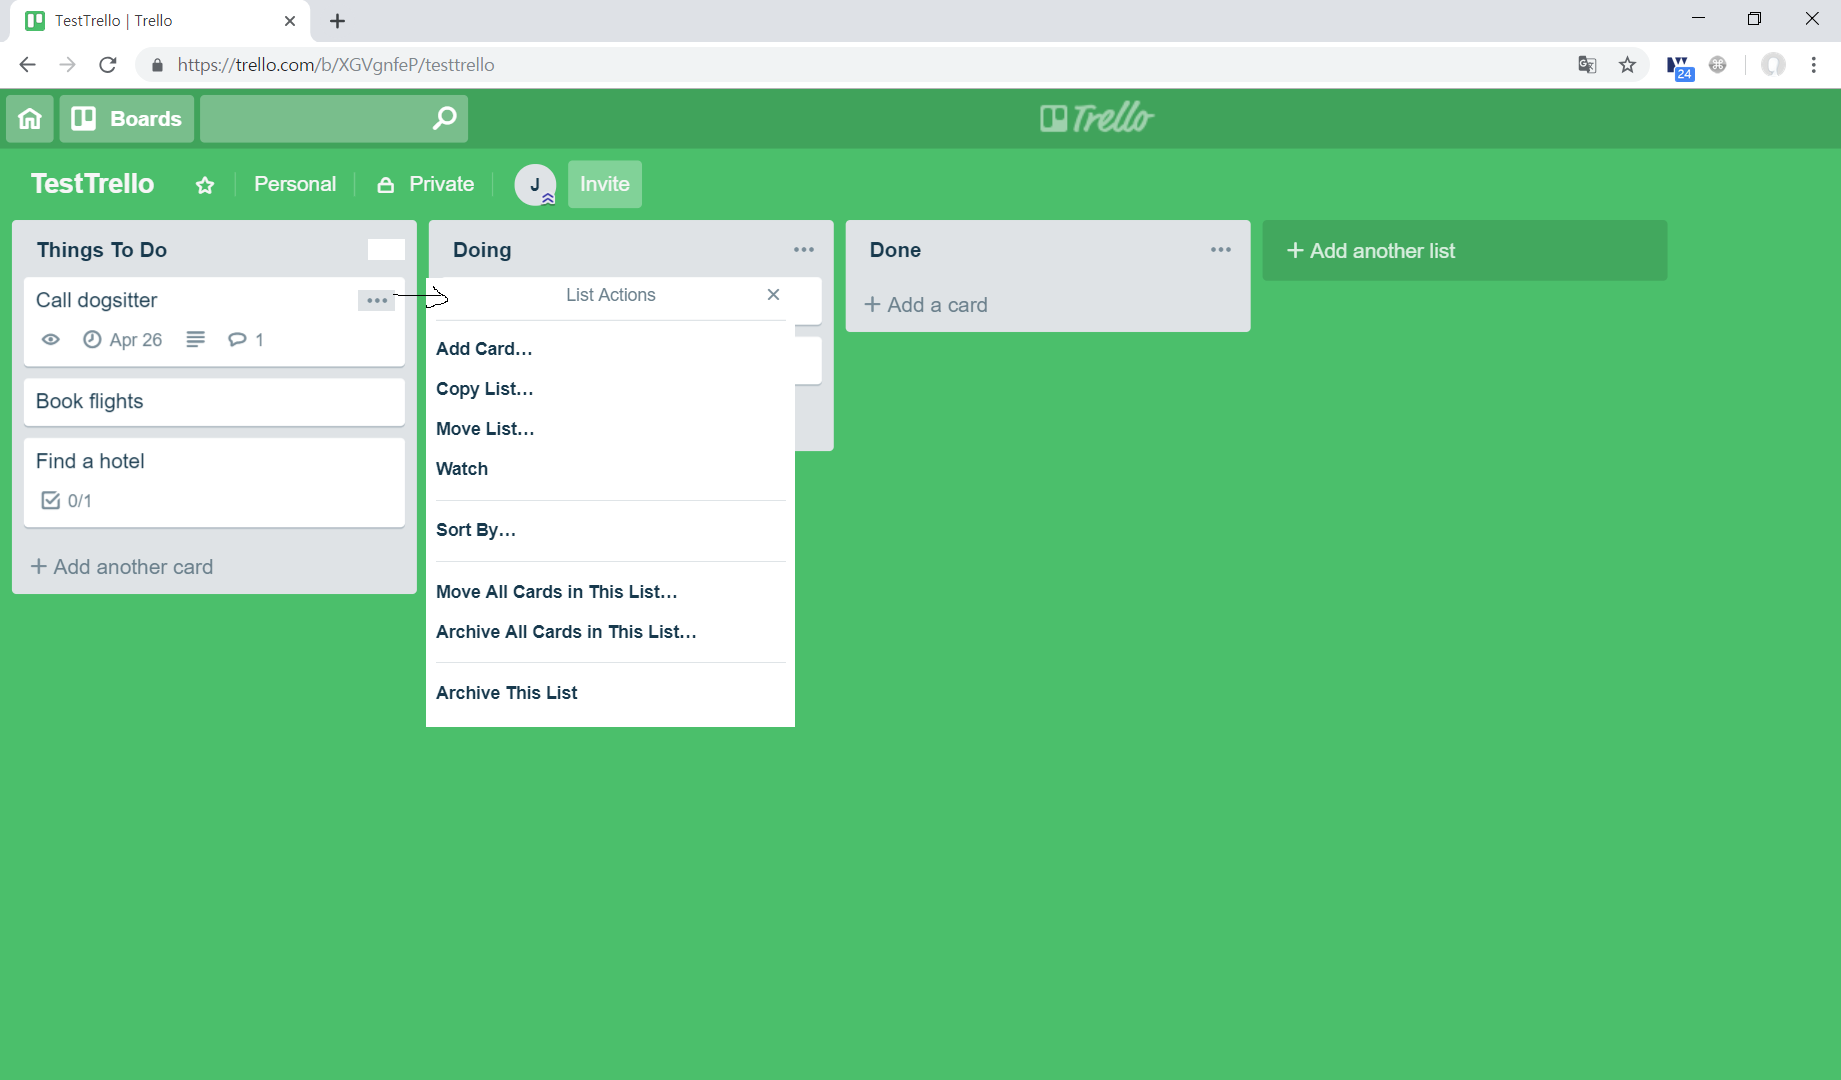 TestTrello | Trello
https://trello.com/b/XGVgnfeP/testtrello
24
Boards
Trello
TestTrello
Personal
Private
J
Invite
Things To Do
Call dogsitter
Apr 26
1
Book flights
Find a hotel
0/1
+ Add another card
Doing
List Actions
Add Card…
Copy List…
Move List…
Watch
Sort By…
Move All Cards in This List…
Archive All Cards in This List…
Archive This List
Done
+ Add a card
+ Add another list